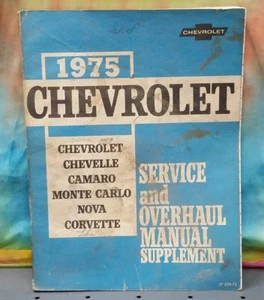 CHEVROLET
1975
CHEVROLET
CHEVROLET
CHEVELLE
CAMARO
MONTE CARLO
NOVA
CORVETTE
SERVICE
and
OVERHAUL
MANUAL
SUPPLEMENT